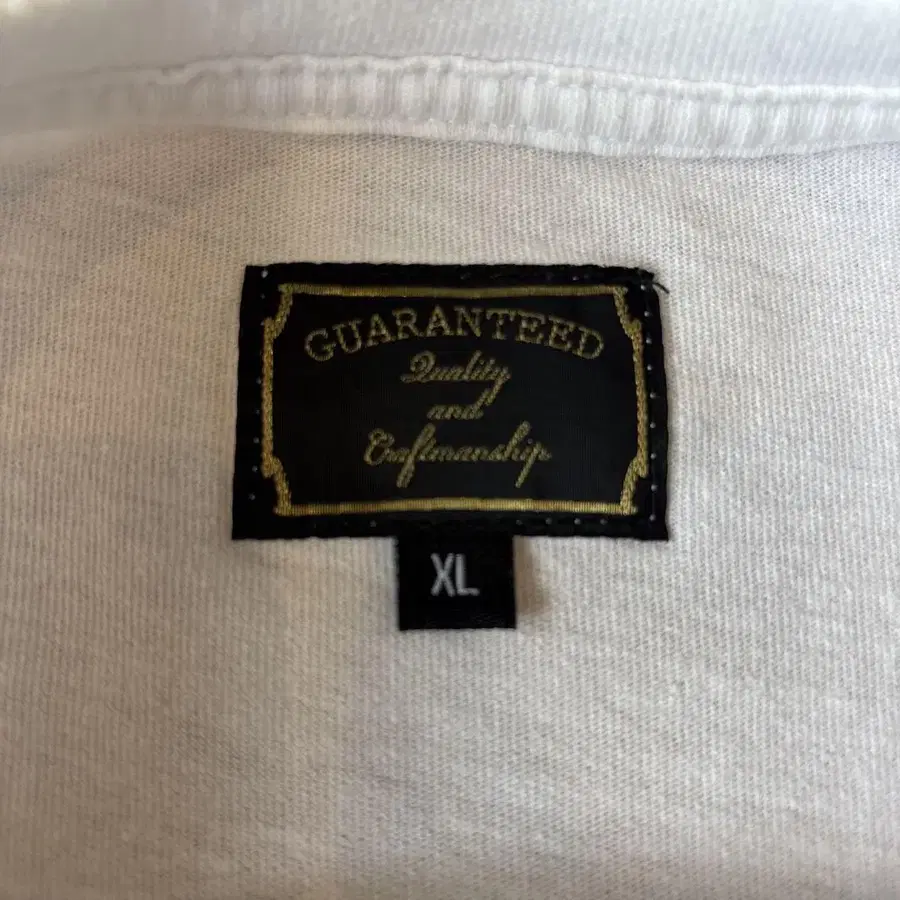 GUARANTEED
Quality
and
Craftmanship
XL